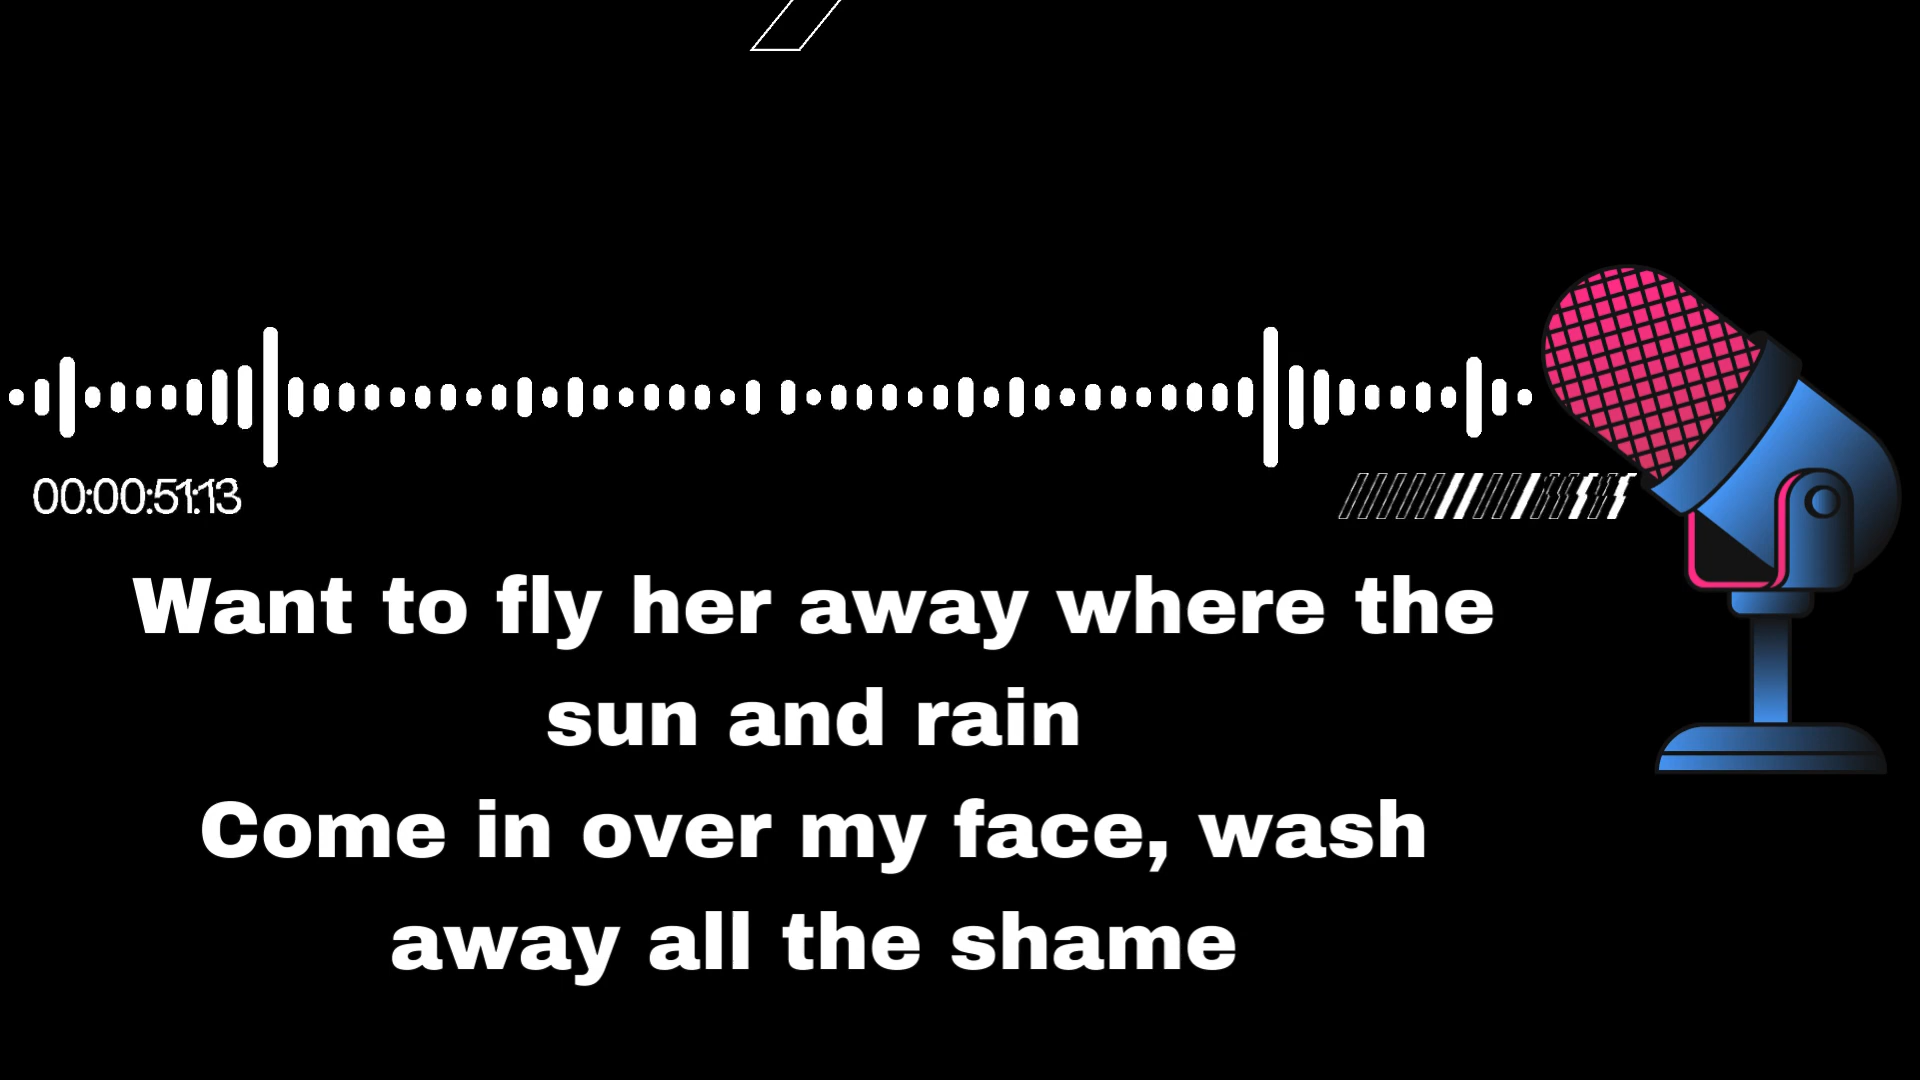 00:00:51:13
Want to fly her away where the
sun and rain
Come in over my face, wash
away all the shame